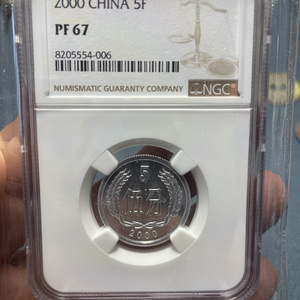 2000 CHINA 5F
PF 67
8205554-006
NUMISMATIC GUARANTY COMPANY
NGC
5
伍分
2000